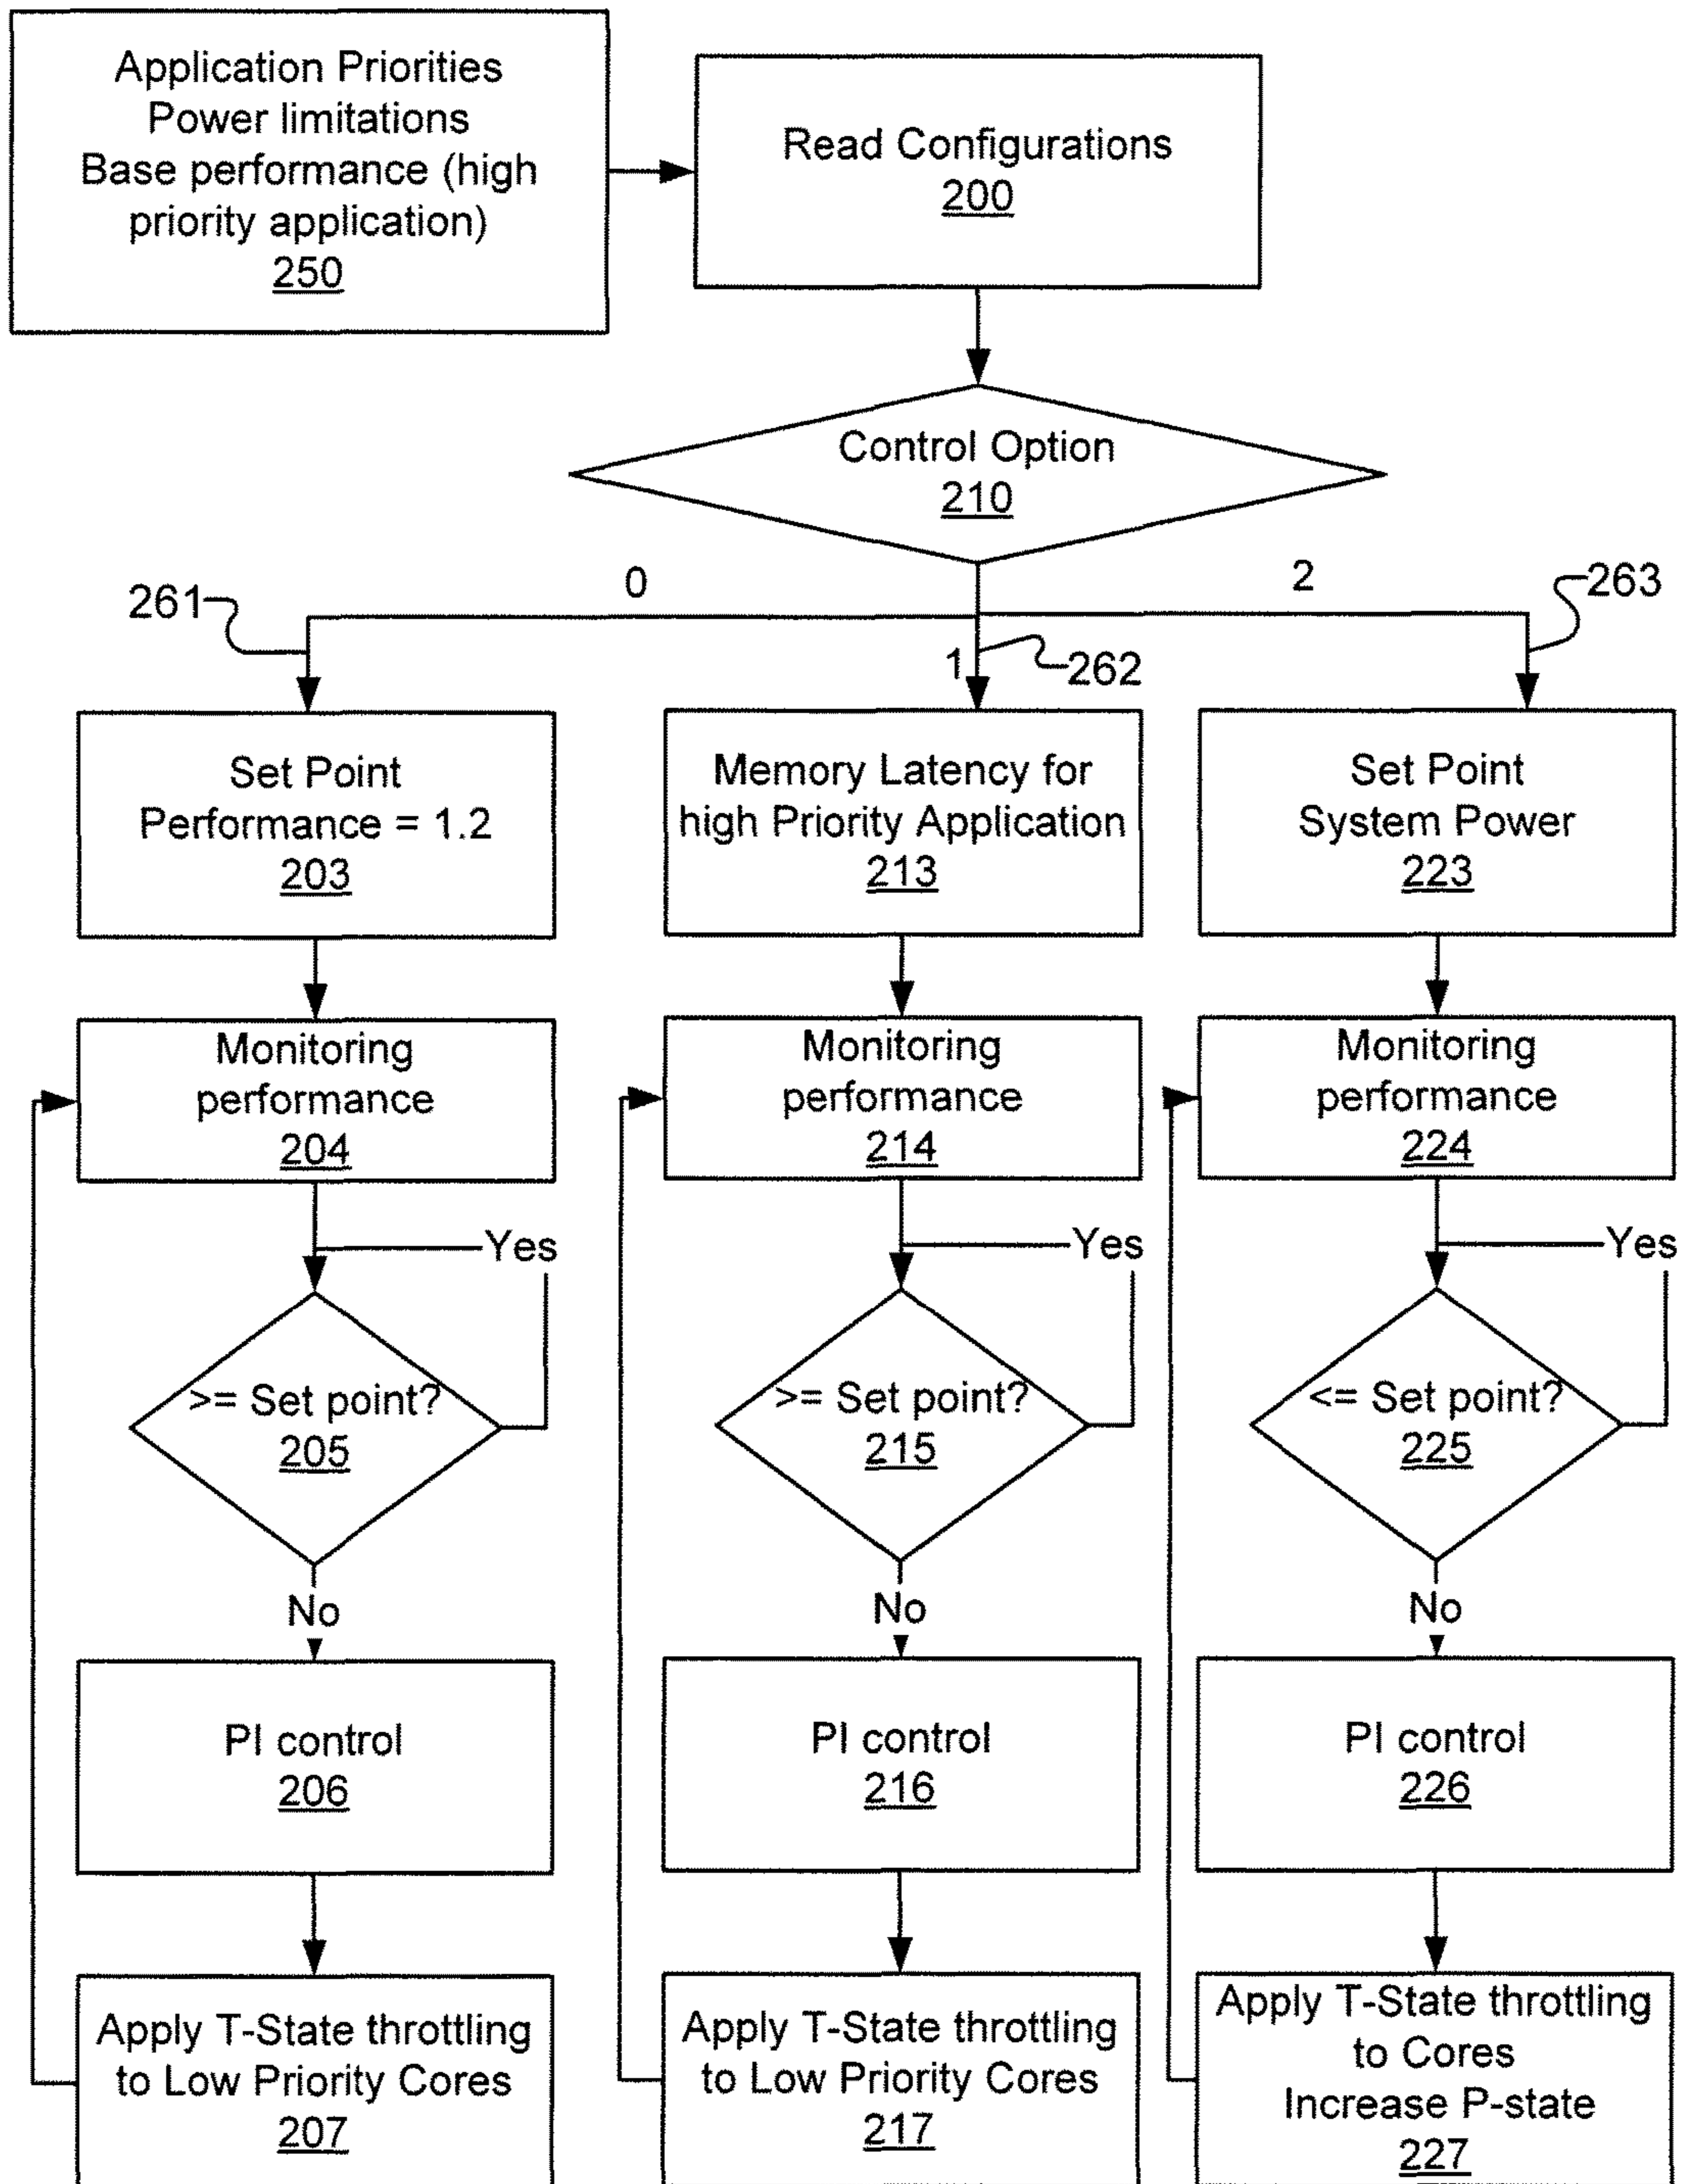 Application Priorities
Power limitations
Base performance (high
priority application)
250
Read Configurations
200
Control Option
210
0
2
261
263
1
262
Set Point
Performance = 1.2
203
Memory Latency for
high Priority Application
213
Set Point
System Power
223
Monitoring
performance
204
Monitoring
performance
214
Monitoring
performance
224
Yes
Yes
Yes
>= Set point?
205
>= Set point?
215
<= Set point?
225
No
No
No
PI control
206
PI control
216
PI control
226
Apply T-State throttling
to Low Priority Cores
207
Apply T-State throttling
to Low Priority Cores
217
Apply T-State throttling
to Cores
Increase P-state
227